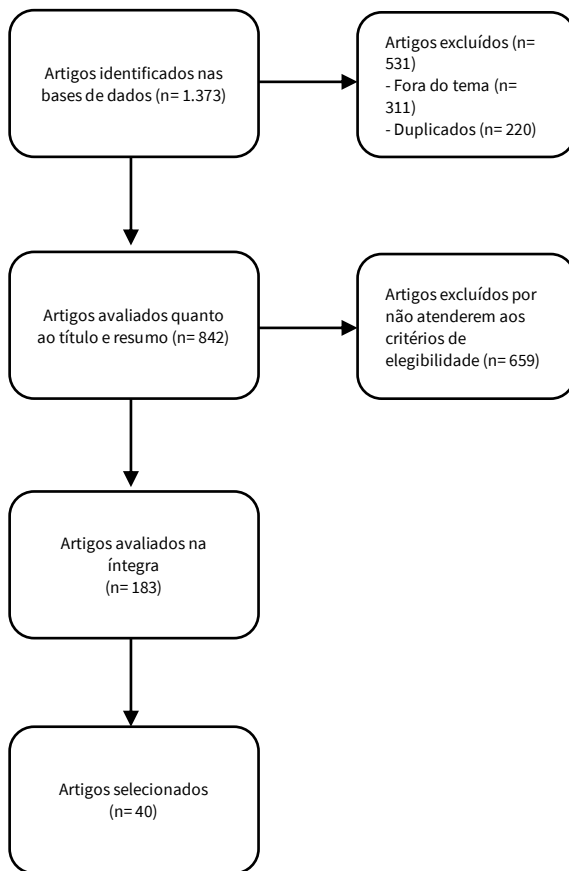 Artigos identificados nas
bases de dados (n= 1.373)
Artigos excluídos (n=
531)
- Fora do tema (n=
311)
- Duplicados (n= 220)
Artigos avaliados quanto
ao título e resumo (n= 842)
Artigos excluídos por
não atenderem aos
critérios de
elegibilidade (n= 659)
Artigos avaliados na
íntegra
(n= 183)
Artigos selecionados
(n= 40)